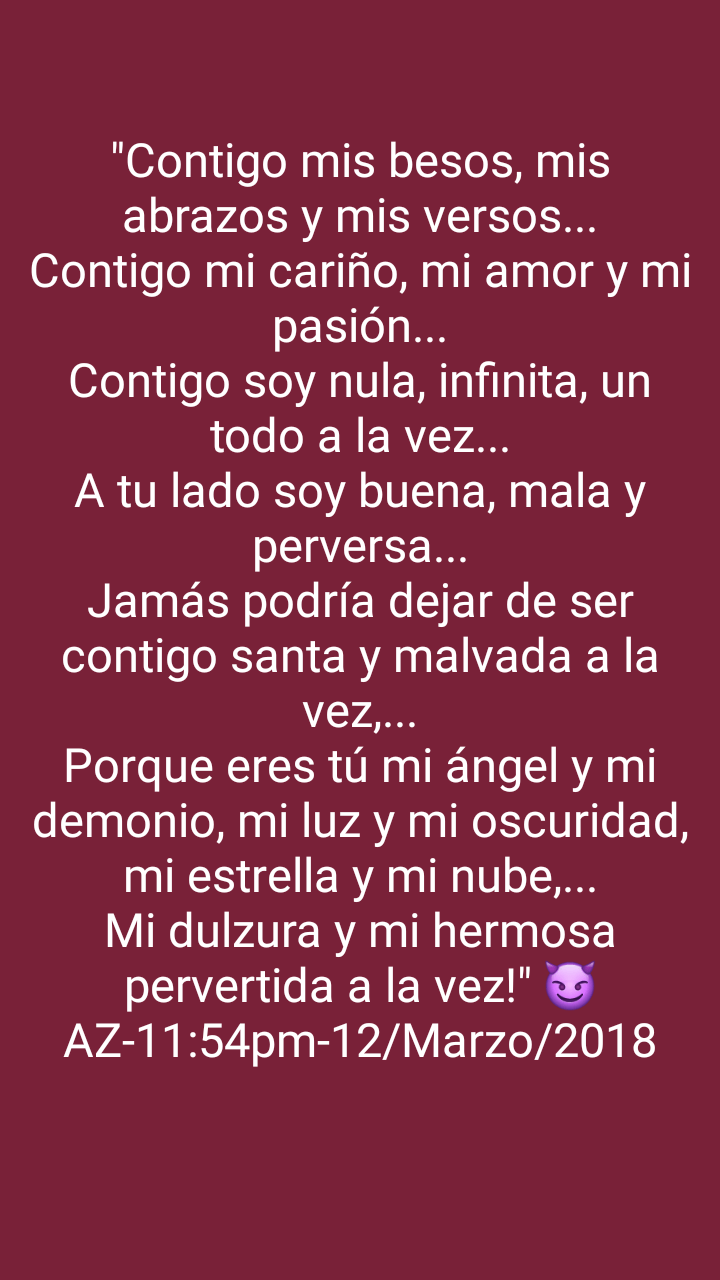 "Contigo mis besos, mis
abrazos y mis versos...
Contigo mi cariño, mi amor y mi
pasión...
Contigo soy nula, infinita, un
todo a la vez...
A tu lado soy buena, mala y
perversa...
Jamás podría dejar de ser
contigo santa y malvada a la
vez,...
Porque eres tú mi ángel y mi
demonio, mi luz y mi oscuridad,
mi estrella y mi nube,...
Mi dulzura y mi hermosa
pervertida a la vez!" 😈
AZ-11:54pm-12/Marzo/2018